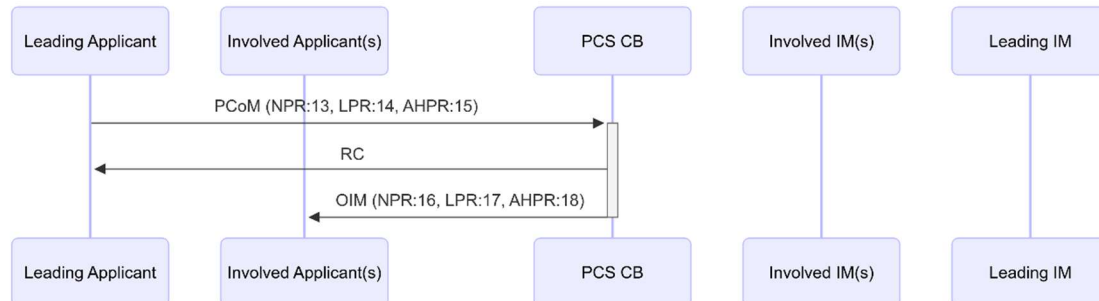 Leading Applicant
Involved Applicant(s)
PCS CB
Involved IM(s)
Leading IM
PCoM (NPR:13, LPR:14, AHPR:15)
RC
OIM (NPR:16, LPR:17, AHPR:18)
Leading Applicant
Involved Applicant(s)
PCS CB
Involved IM(s)
Leading IM